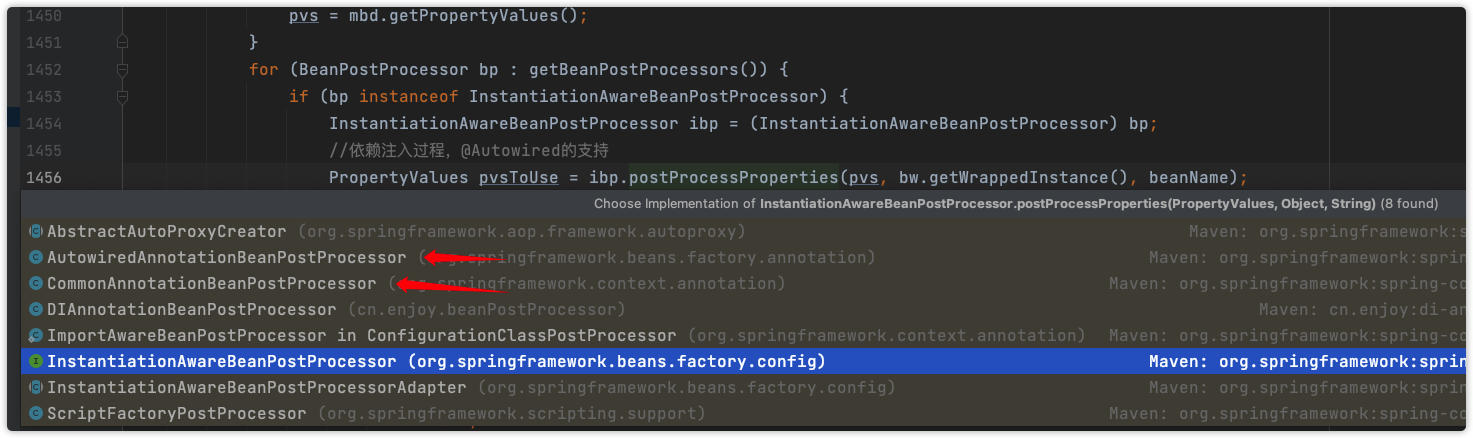 1450 pvs = mbd.getPropertyValues();
1451 }
1452 for (BeanPostProcessor bp : getBeanPostProcessors()) {
1453 if (bp instanceof InstantiationAwareBeanPostProcessor) {
1454 InstantiationAwareBeanPostProcessor ibp = (InstantiationAwareBeanPostProcessor) bp;
1455 //依赖注入过程，@Autowired的支持
1456 PropertyValues pvsToUse = ibp.postProcessProperties(pvs, bw.getWrappedInstance(), beanName);
Choose Implementation of InstantiationAwareBeanPostProcessor.postProcessProperties(PropertyValues, Object, String) (8 found)
AbstractAutoProxyCreator (org.springframework.aop.framework.autoproxy) Maven: org.springframework:s
AutowiredAnnotationBeanPostProcessor (org.springframework.beans.factory.annotation) Maven: org.springframework:sprin
CommonAnnotationBeanPostProcessor (org.springframework.context.annotation) Maven: org.springframework:spring-co
DIAnnotationBeanPostProcessor (cn.enjoy.beanPostProcessor) Maven: cn.enjoy:di-an
ImportAwareBeanPostProcessor in ConfigurationClassPostProcessor (org.springframework.context.annotation) Maven: org.springframework:spring-co
InstantiationAwareBeanPostProcessor (org.springframework.beans.factory.config) Maven: org.springframework:sprin
InstantiationAwareBeanPostProcessorAdapter (org.springframework.beans.factory.config) Maven: org.springframework:sprin
ScriptFactoryPostProcessor (org.springframework.scripting.support) Maven: org.springframework:spring-co